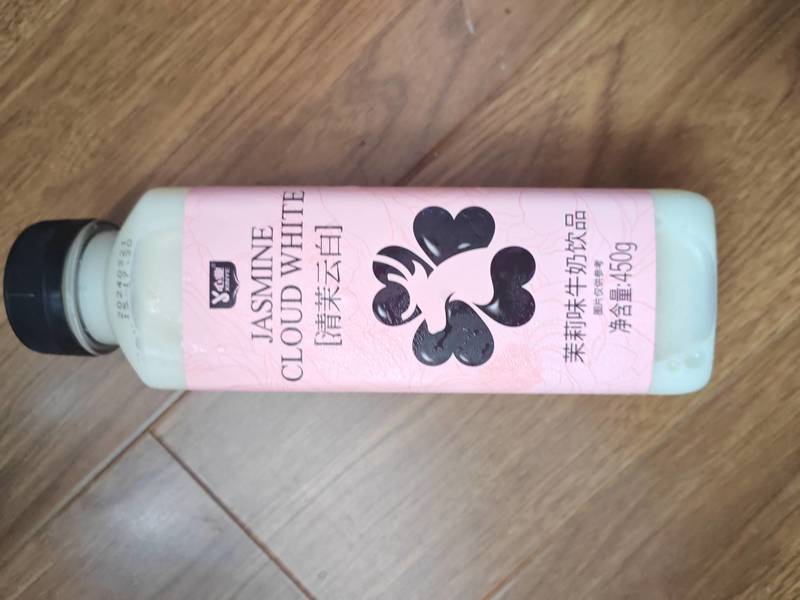 JASMINE
CLOUD WHITE
[清茉云白]
茉莉味牛奶饮品
图片仅供参考
净含量:450g